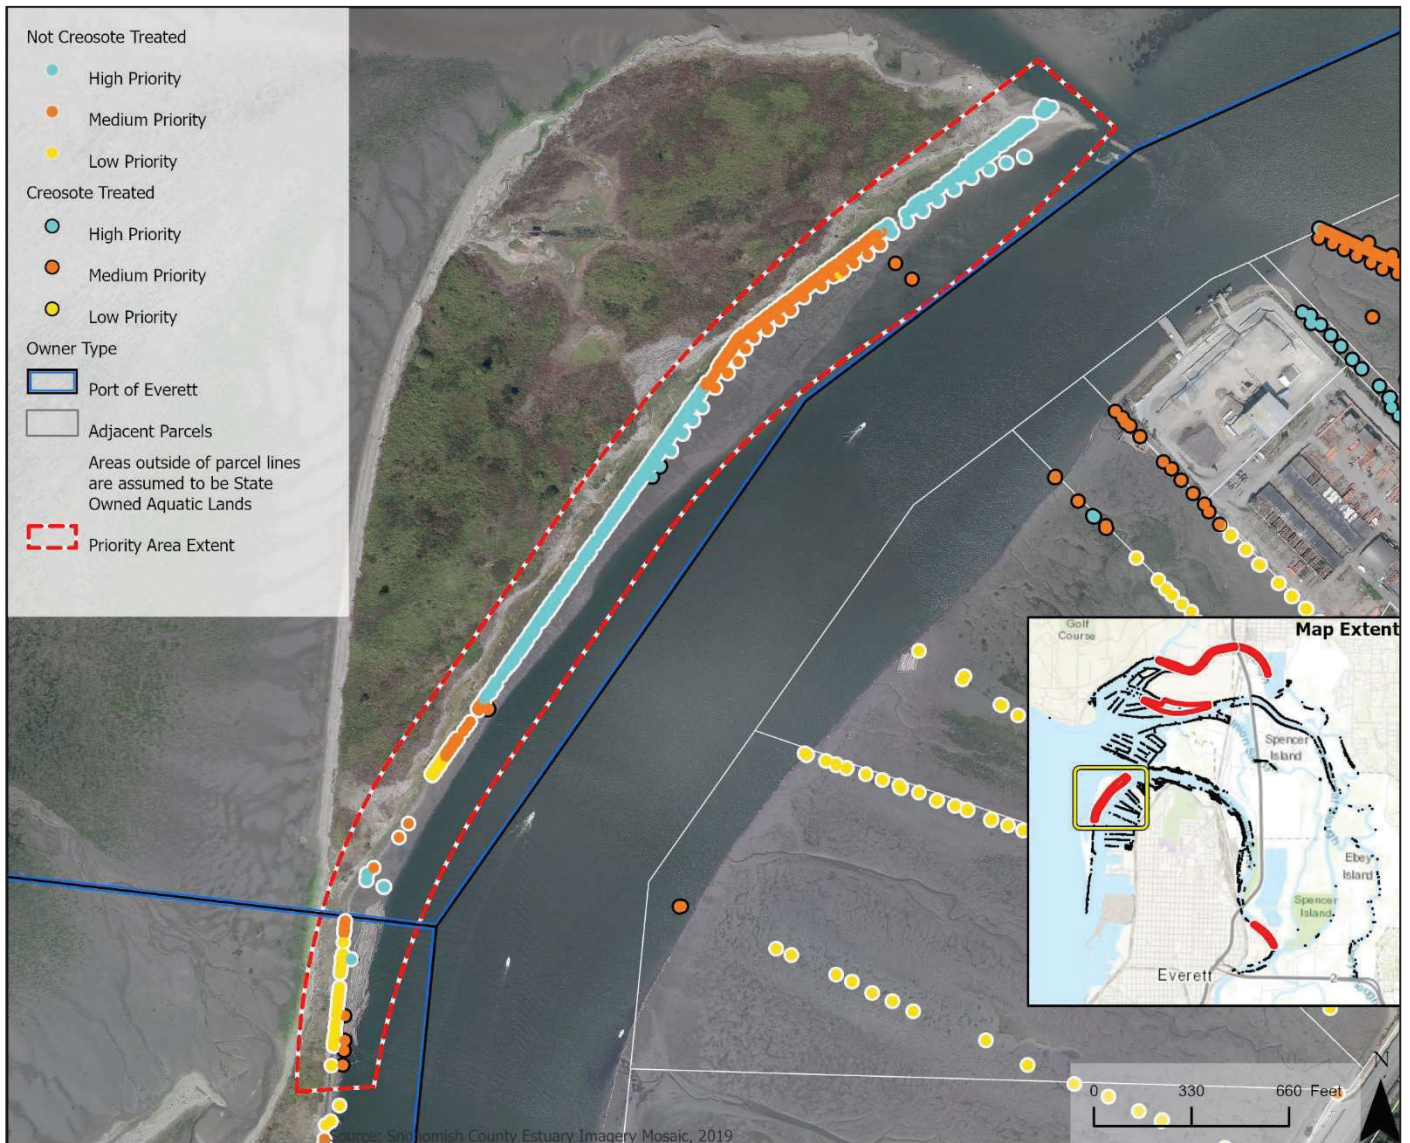 Not Creosote Treated
High Priority
Medium Priority
Low Priority
Creosote Treated
High Priority
Medium Priority
Low Priority
Owner Type
Port of Everett
Adjacent Parcels
Areas outside of parcel lines
are assumed to be State
Owned Aquatic Lands
Priority Area Extent
Map Extent
Golf
Course
Spencer
Island
Ebey
Island
Spencer
Island
Everett
2
N
0 330 660 Feet
Source: Snohomish County Estuary Imagery Mosaic, 2019